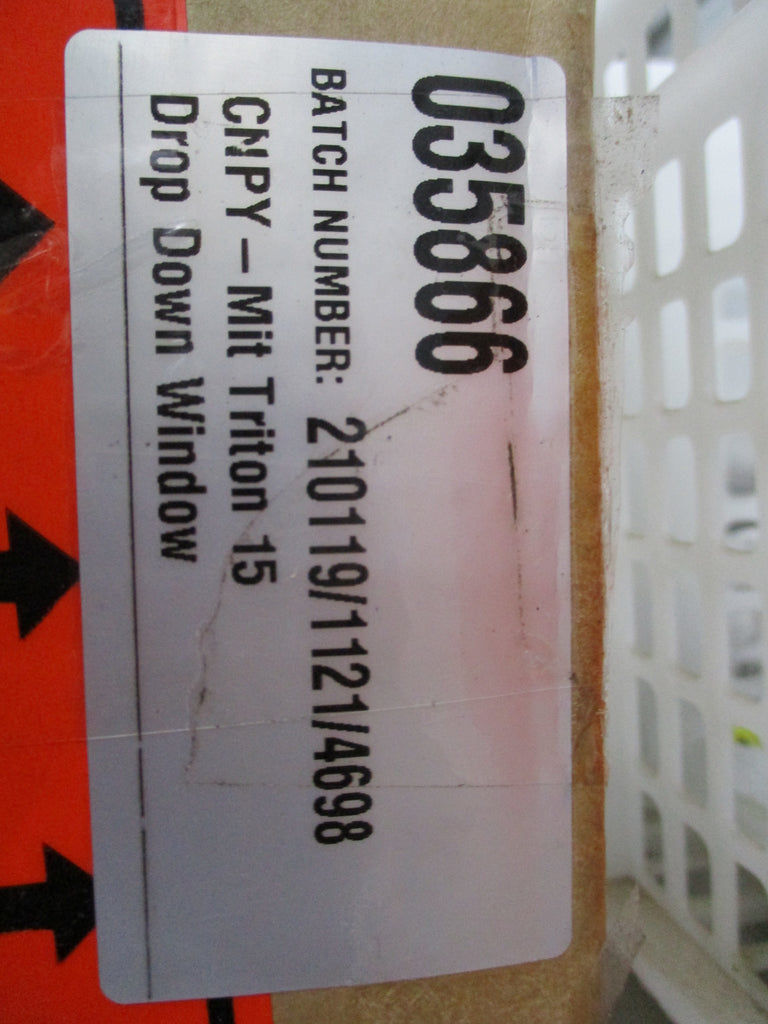 035866
BATCH NUMBER: 210119/1121/4698
CNPY – Mit Triton 15
Drop Down Window